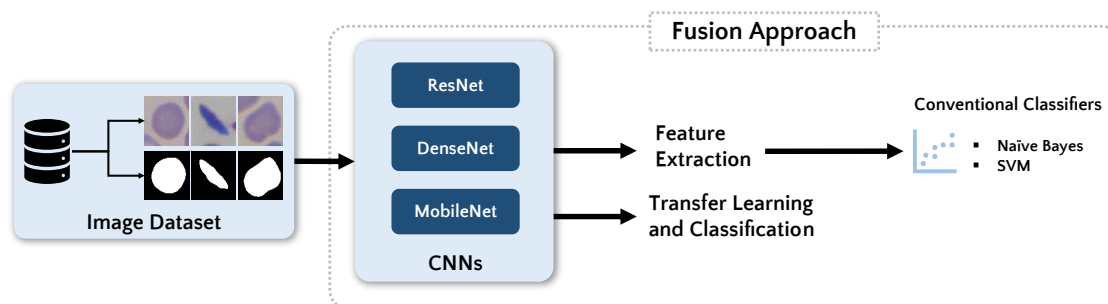 Fusion Approach
ResNet
DenseNet
MobileNet
CNNs
Image Dataset
Feature
Extraction
Transfer Learning
and Classification
Conventional Classifiers
Naïve Bayes
SVM